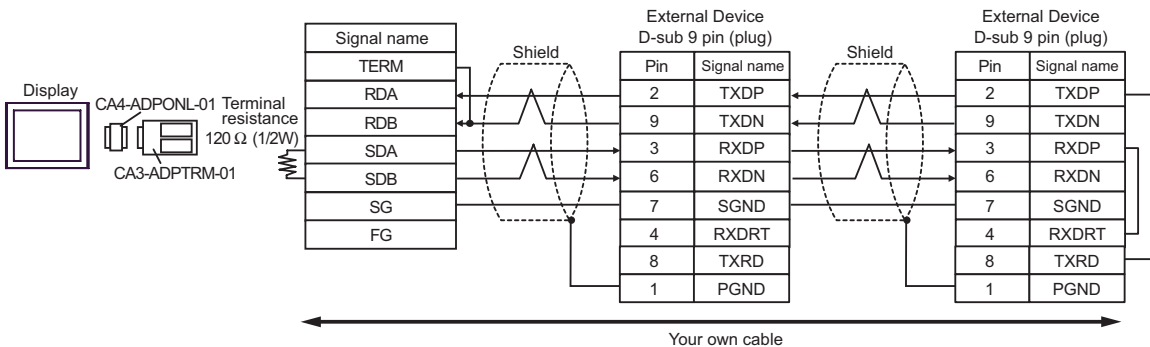 Display
CA4-ADPONL-01
CA3-ADPTRM-01
Terminal
resistance
120 Ω (1/2W)
Signal name
TERM
RDA
RDB
SDA
SDB
SG
FG
Shield
External Device
D-sub 9 pin (plug)
Pin Signal name
2 TXDP
9 TXDN
3 RXDP
6 RXDN
7 SGND
4 RXDRT
8 TXRD
1 PGND
Shield
External Device
D-sub 9 pin (plug)
Pin Signal name
2 TXDP
9 TXDN
3 RXDP
6 RXDN
7 SGND
4 RXDRT
8 TXRD
1 PGND
Your own cable